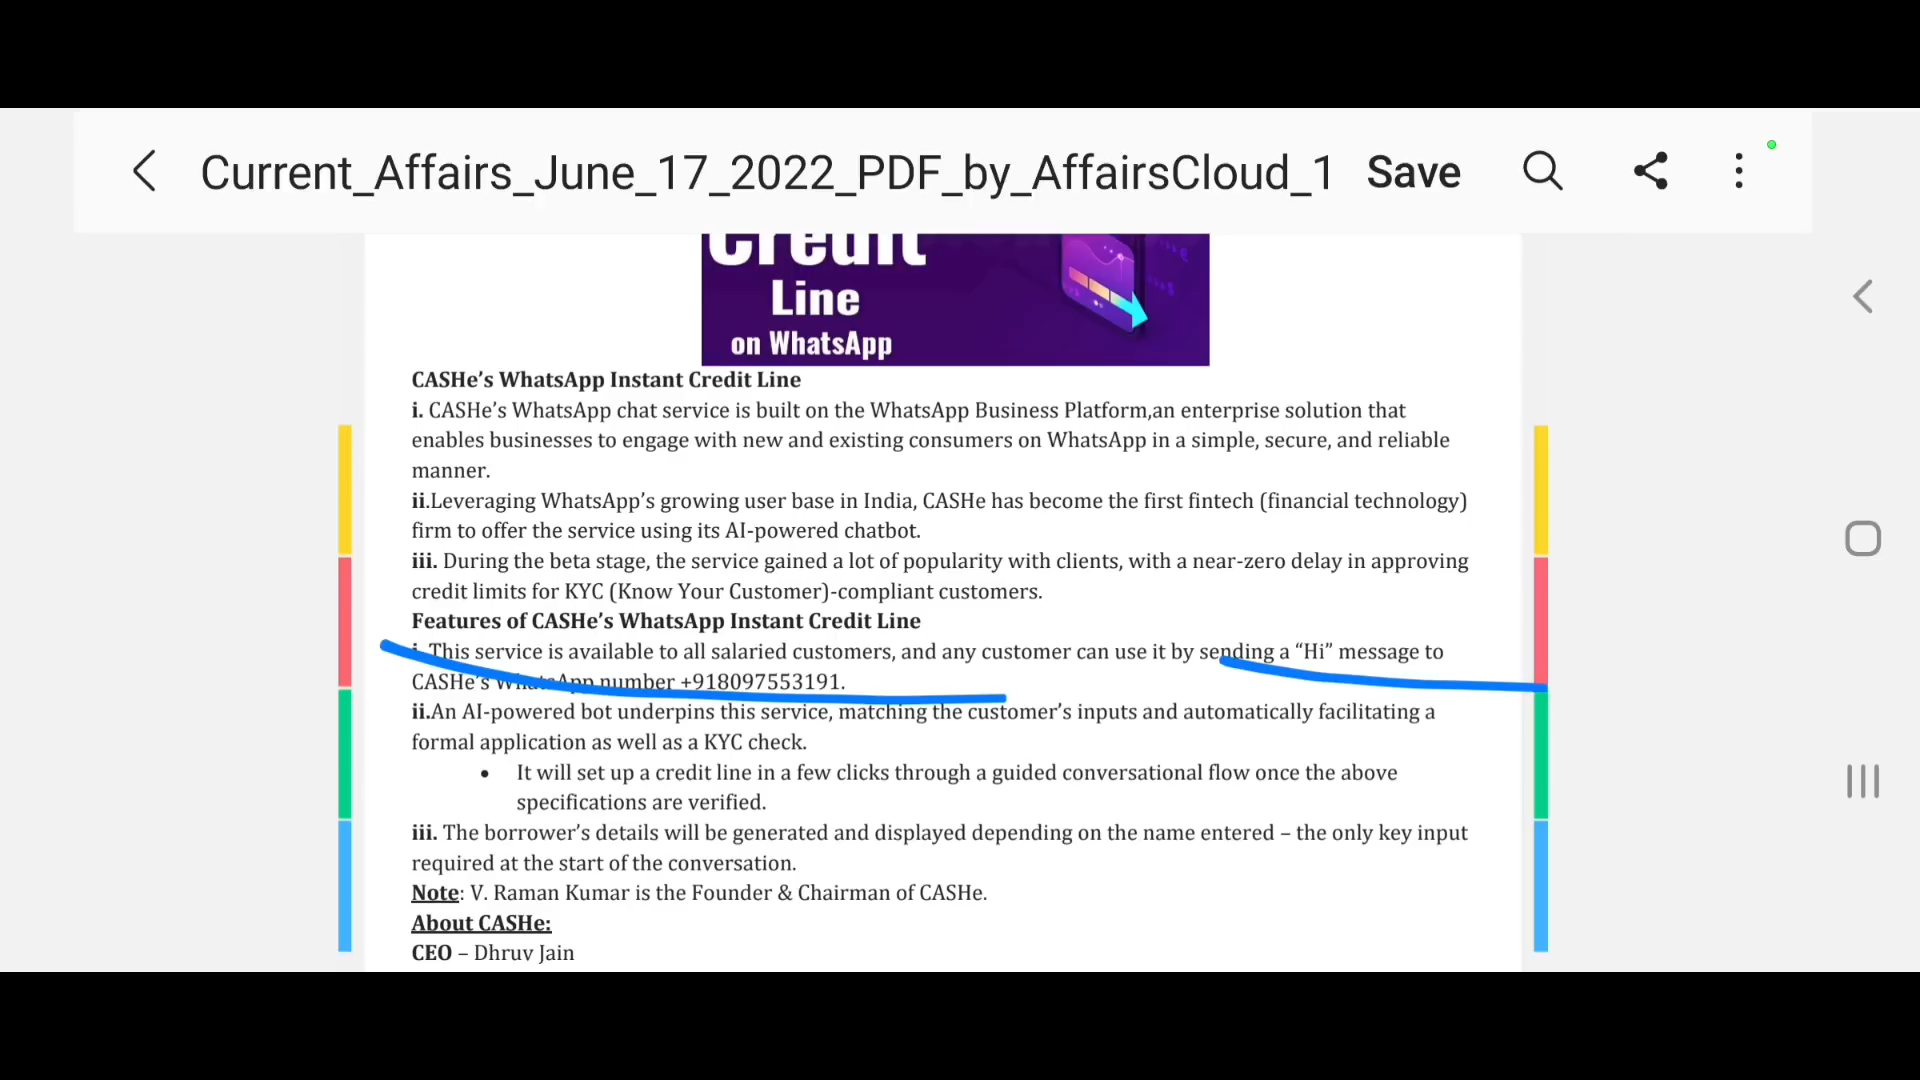 Current_Affairs_June_17_2022_PDF_by_AffairsCloud_1 Save
Credit
Line
on WhatsApp
CASHe’s WhatsApp Instant Credit Line
i. CASHe’s WhatsApp chat service is built on the WhatsApp Business Platform,an enterprise solution that
enables businesses to engage with new and existing consumers on WhatsApp in a simple, secure, and reliable
manner.
ii.Leveraging WhatsApp’s growing user base in India, CASHe has become the first fintech (financial technology)
firm to offer the service using its AI-powered chatbot.
iii. During the beta stage, the service gained a lot of popularity with clients, with a near-zero delay in approving
credit limits for KYC (Know Your Customer)-compliant customers.
Features of CASHe’s WhatsApp Instant Credit Line
i. This service is available to all salaried customers, and any customer can use it by sending a “Hi” message to
CASHe’s WhatsApp number +918097553191.
ii.An AI-powered bot underpins this service, matching the customer’s inputs and automatically facilitating a
formal application as well as a KYC check.
• It will set up a credit line in a few clicks through a guided conversational flow once the above
specifications are verified.
iii. The borrower’s details will be generated and displayed depending on the name entered – the only key input
required at the start of the conversation.
Note: V. Raman Kumar is the Founder & Chairman of CASHe.
About CASHe:
CEO – Dhruv Jain